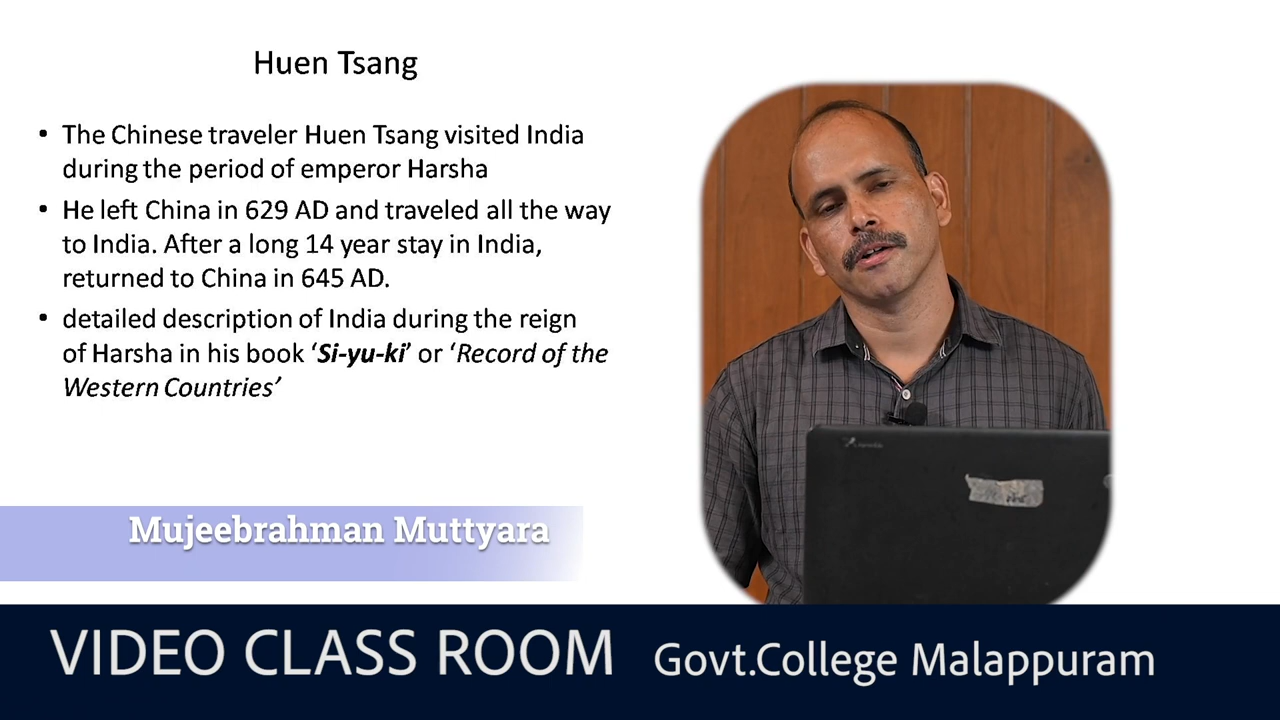 Huen Tsang
• The Chinese traveler Huen Tsang visited India
during the period of emperor Harsha
• He left China in 629 AD and traveled all the way
to India. After a long 14 year stay in India,
returned to China in 645 AD.
• detailed description of India during the reign
of Harsha in his book ‘Si-yu-ki’ or ‘Record of the
Western Countries’
Mujeebrahman Muttyara
VIDEO CLASS ROOM Govt.College Malappuram